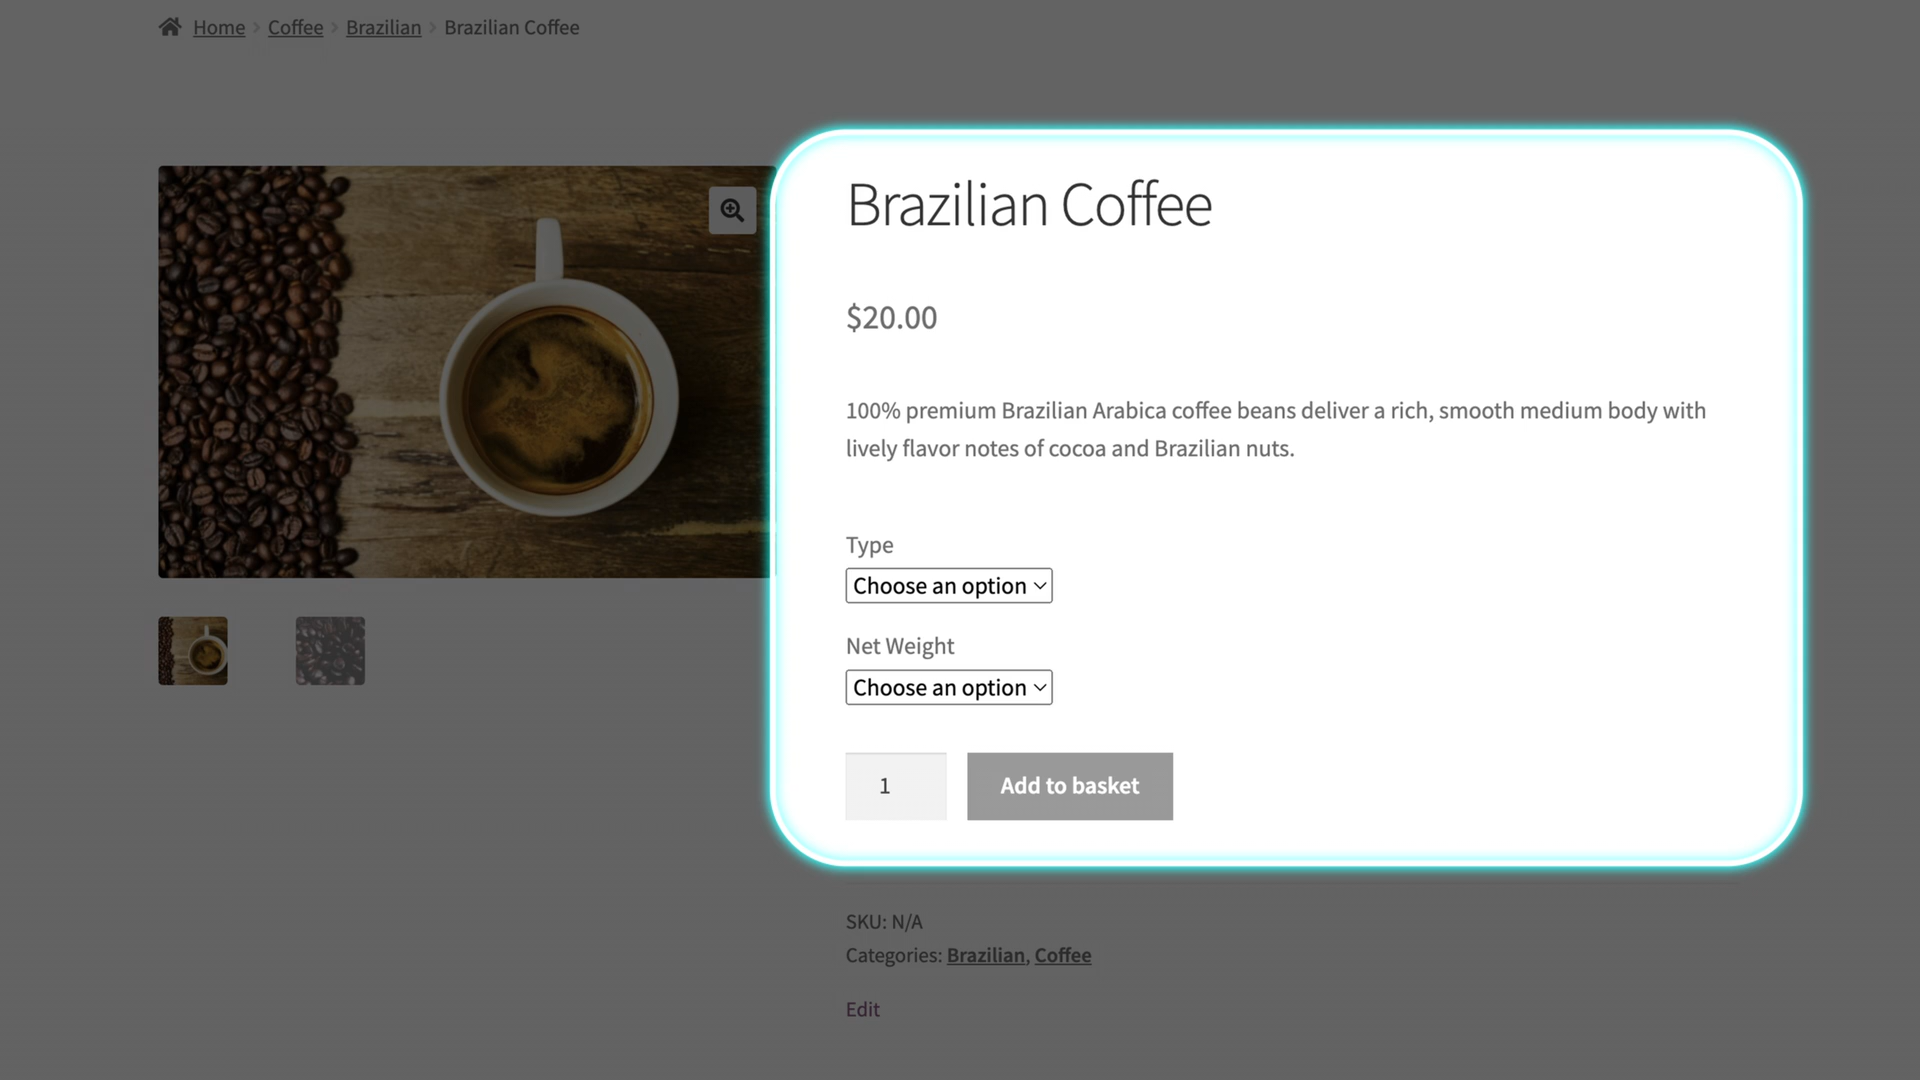 Home > Coffee > Brazilian > Brazilian Coffee
Brazilian Coffee
$20.00
100% premium Brazilian Arabica coffee beans deliver a rich, smooth medium body with
lively flavor notes of cocoa and Brazilian nuts.
Type
Choose an option
Net Weight
Choose an option
1 Add to basket
SKU: N/A
Categories: Brazilian, Coffee
Edit